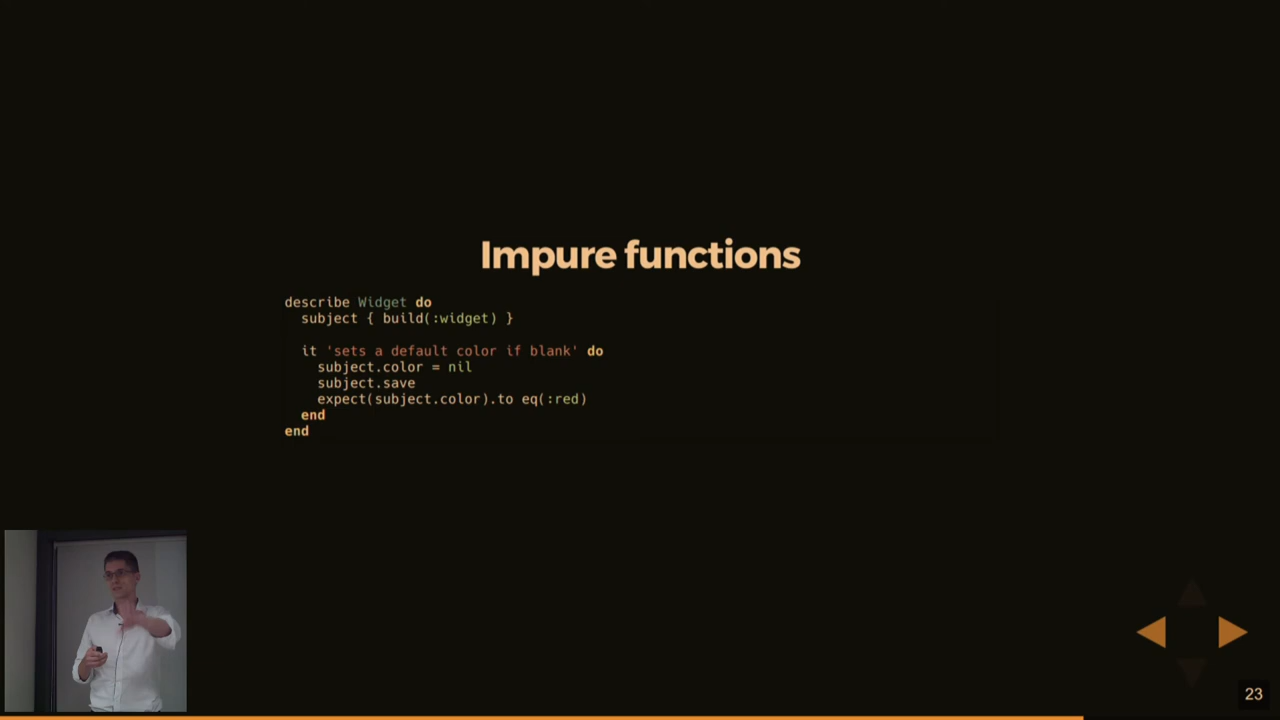 Impure functions
describe Widget do
  subject { build(:widget) }

  it 'sets a default color if blank' do
    subject.color = nil
    subject.save
    expect(subject.color).to eq(:red)
  end
end
23